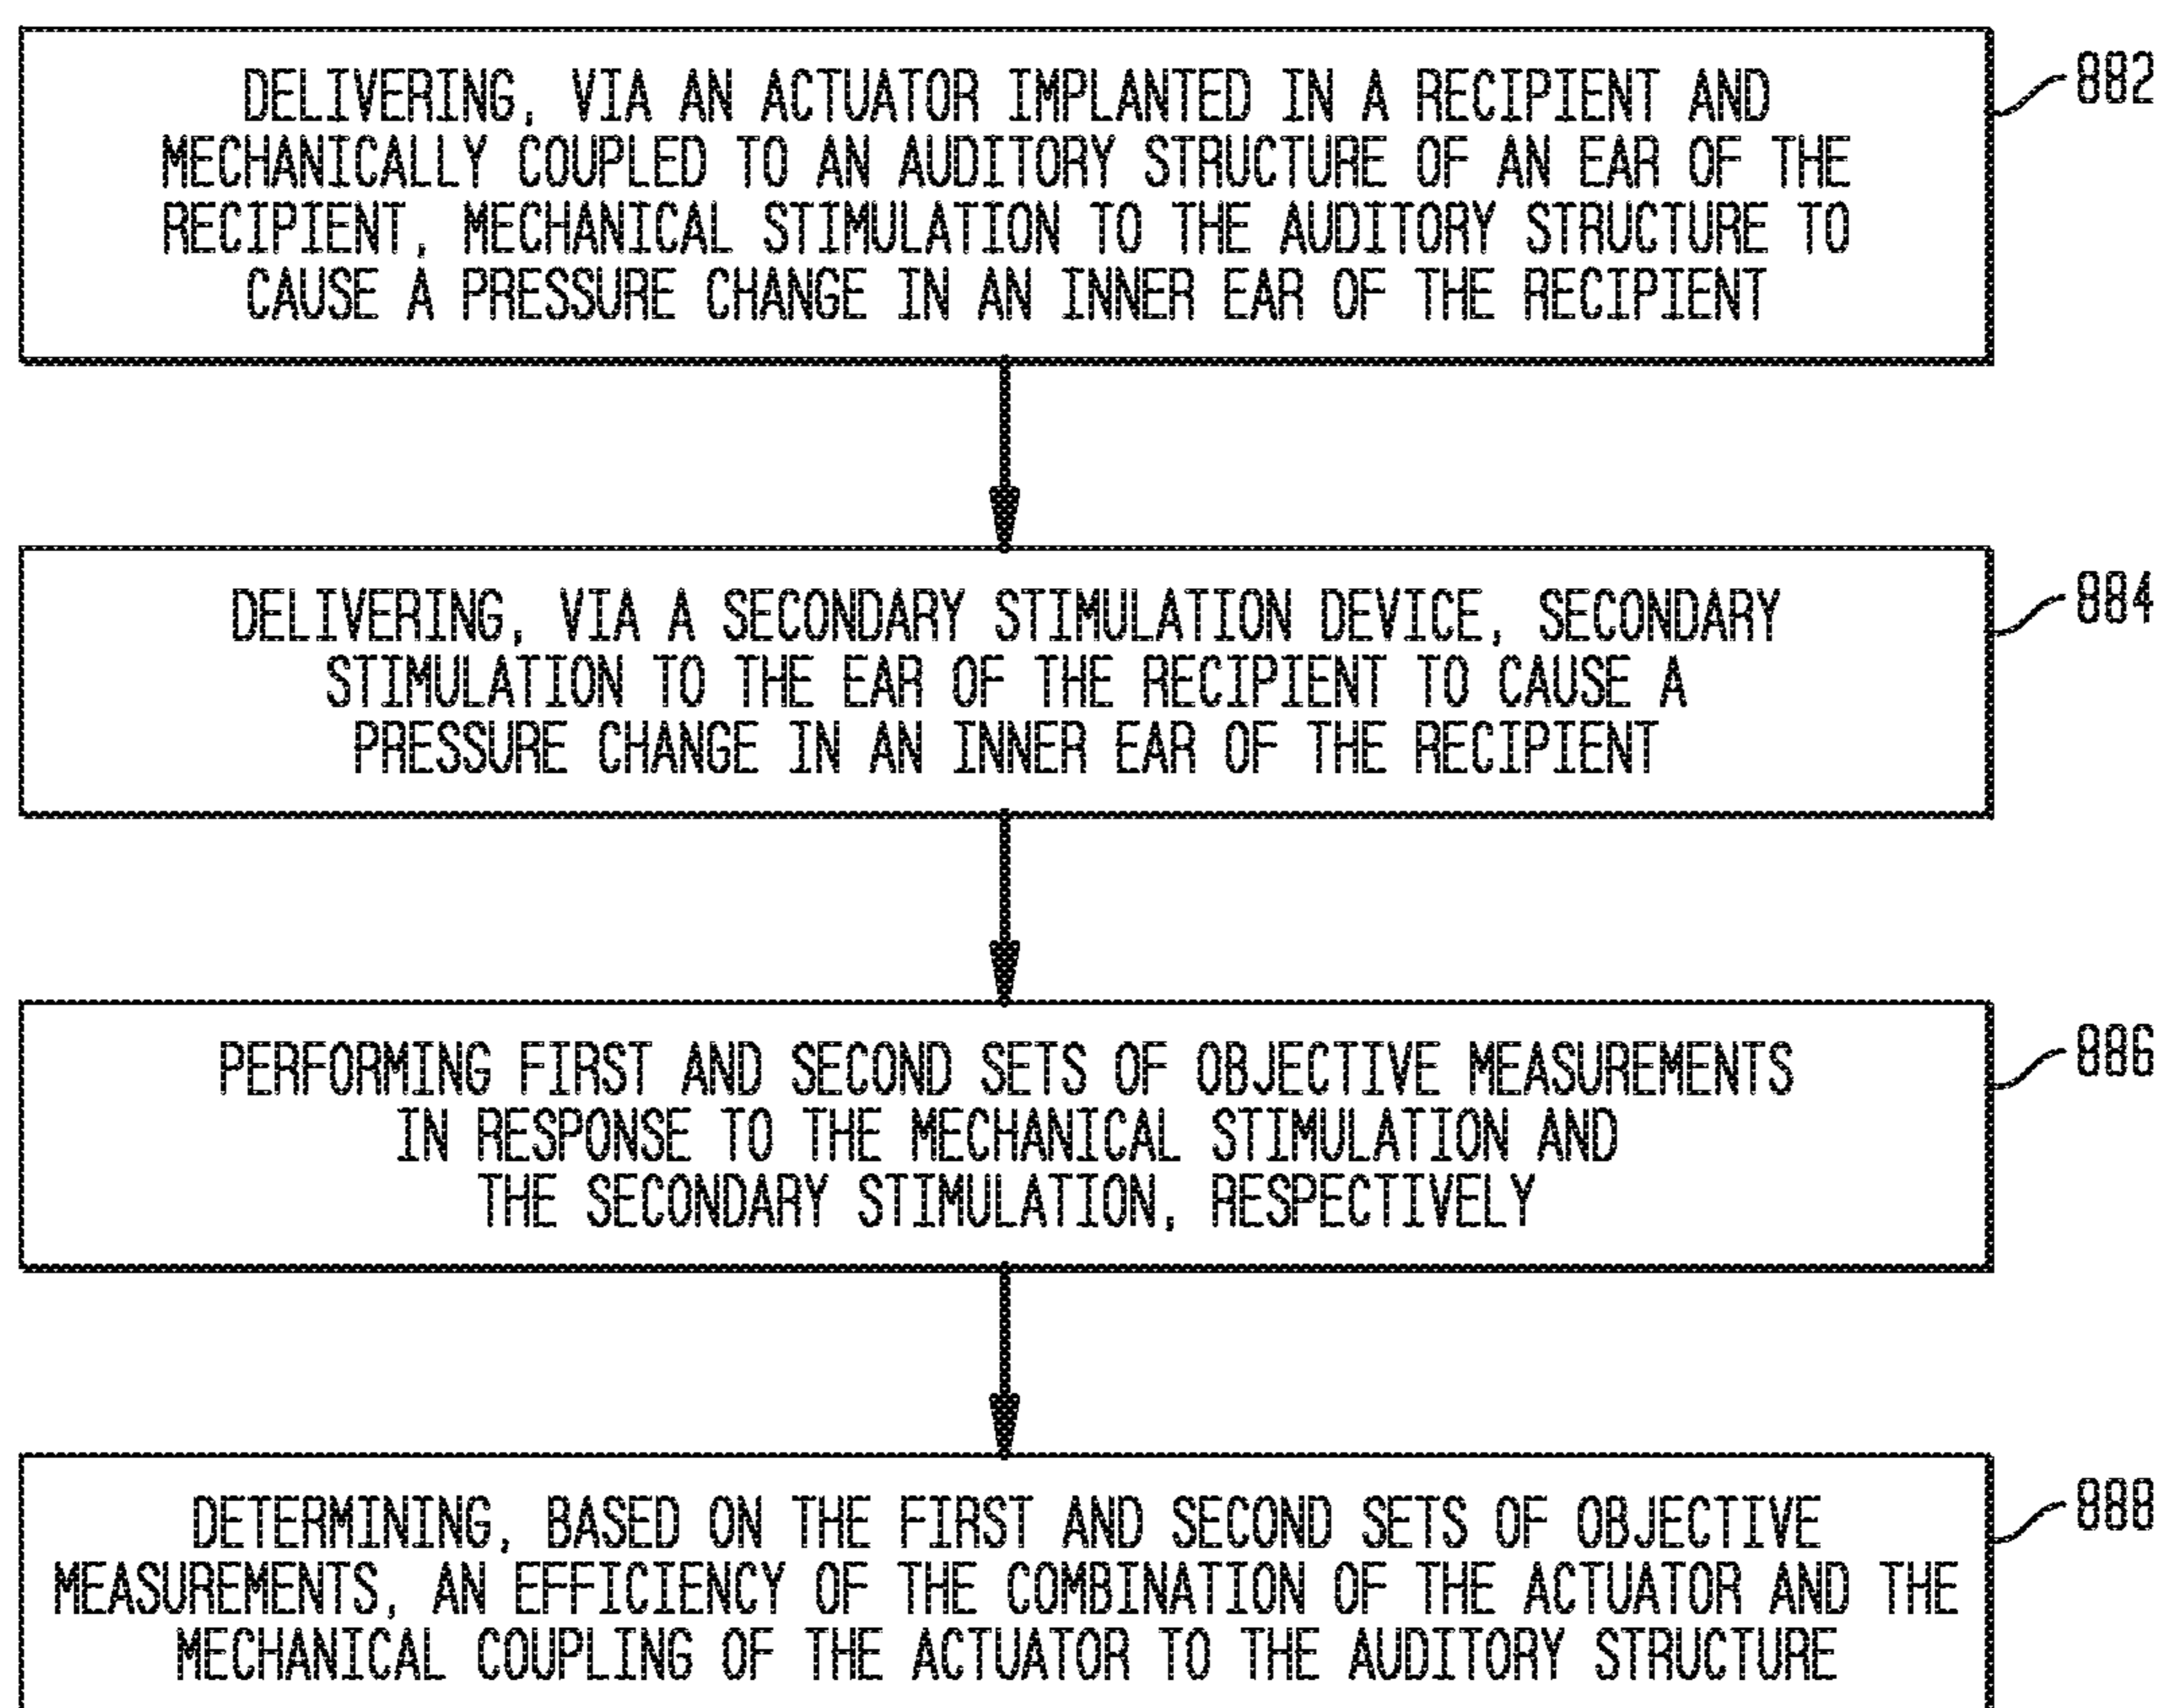 DELIVERING, VIA AN ACTUATOR IMPLANTED IN A RECIPIENT AND
MECHANICALLY COUPLED TO AN AUDITORY STRUCTURE OF AN EAR OF THE
RECIPIENT, MECHANICAL STIMULATION TO THE AUDITORY STRUCTURE TO
CAUSE A PRESSURE CHANGE IN AN INNER EAR OF THE RECIPIENT
882
DELIVERING, VIA A SECONDARY STIMULATION DEVICE, SECONDARY
STIMULATION TO THE EAR OF THE RECIPIENT TO CAUSE A
PRESSURE CHANGE IN AN INNER EAR OF THE RECIPIENT
884
PERFORMING FIRST AND SECOND SETS OF OBJECTIVE MEASUREMENTS
IN RESPONSE TO THE MECHANICAL STIMULATION AND
THE SECONDARY STIMULATION, RESPECTIVELY
886
DETERMINING, BASED ON THE FIRST AND SECOND SETS OF OBJECTIVE
MEASUREMENTS, AN EFFICIENCY OF THE COMBINATION OF THE ACTUATOR AND THE
MECHANICAL COUPLING OF THE ACTUATOR TO THE AUDITORY STRUCTURE
888